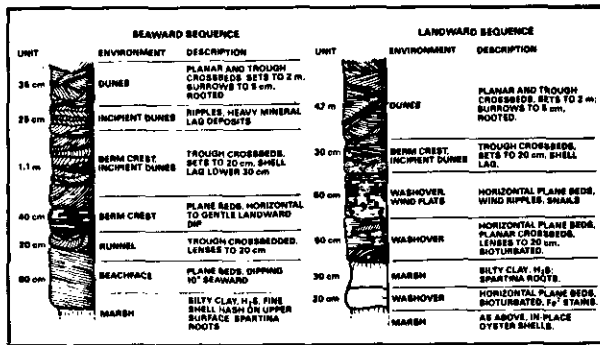 SEAWARD SEQUENCE
UNIT ENVIRONMENT DESCRIPTION
36 cm DUNES PLANAR AND TROUGH
CROSSBEDS. SETS TO 2 m,
BURROWS TO 5 cm,
ROOTED
25 cm INCIPIENT DUNES RIPPLES, HEAVY MINERAL
LAG DEPOSITS
1.1 m BERM CREST,
INCIPIENT DUNES
TROUGH CROSSBEDS,
SETS TO 20 cm, SHELL
LAG LOWER 30 cm
40 cm BERM CREST PLANE BEDS, HORIZONTAL
TO GENTLE LANDWARD
DIP
20 cm RUNNEL TROUGH CROSSBEDDED,
LENSES TO 20 cm
80 cm BEACHFACE PLANE BEDS, DIPPING
10° SEAWARD
MARSH SILTY CLAY, H₂S, FINE
SHELL HASH ON UPPER
SURFACE SPARTINA
ROOTS
LANDWARD SEQUENCE
UNIT ENVIRONMENT DESCRIPTION
4.2 m DUNES PLANAR AND TROUGH
CROSSBEDS, SETS TO 2 m;
BURROWS TO 5 cm,
ROOTED.
30 cm BERM CREST,
INCIPIENT DUNES
TROUGH CROSSBEDS,
SETS TO 20 cm, SHELL
LAG.
60 cm WASHOVER,
WIND FLATS
HORIZONTAL PLANE BEDS,
WIND RIPPLES, SNAILS
60 cm WASHOVER HORIZONTAL PLANE BEDS,
PLANAR CROSSBEDS,
LENSES TO 20 cm,
BIOTURBATED.
30 cm MARSH SILTY CLAY, H₂S;
SPARTINA ROOTS.
30 cm WASHOVER HORIZONTAL PLANE BEDS,
BIOTURBATED, STAINS.
MARSH AS ABOVE, IN-PLACE
OYSTER SHELLS.